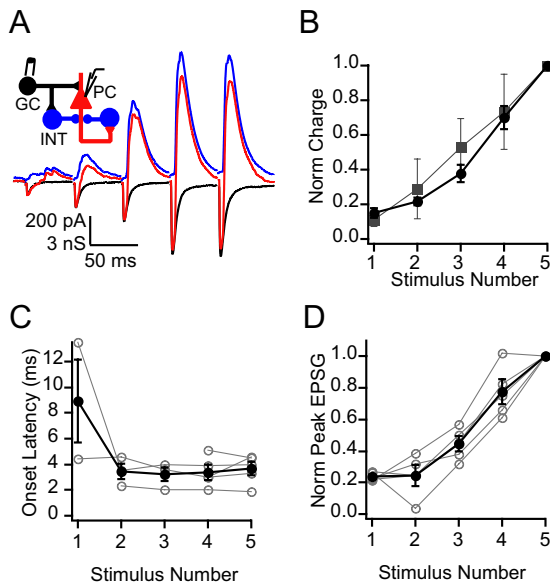 A
GC
PC
INT
200 pA
3 nS
50 ms
B
Norm Charge
1.0
0.8
0.6
0.4
0.2
0.0
1 2 3 4 5
Stimulus Number
C
Onset Latency (ms)
12
10
8
6
4
2
0
1 2 3 4 5
Stimulus Number
D
Norm Peak EPSG
1.0
0.8
0.6
0.4
0.2
0.0
1 2 3 4 5
Stimulus Number